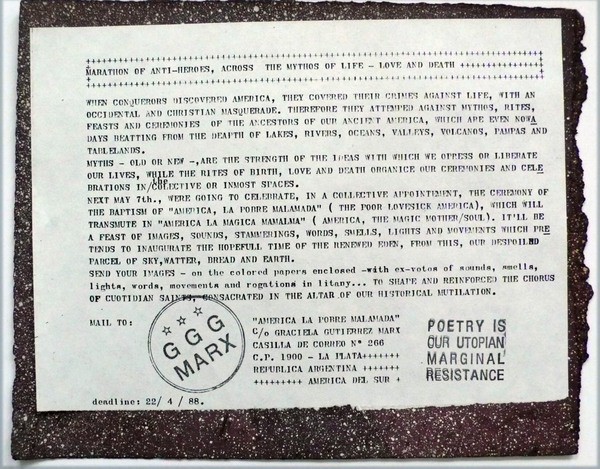 ++++++++++++++++++++++++++++++++++++++++++++++++++++++++++++++++
MARATHON OF ANTI-HEROES, ACROSS THE MYTHOS OF LIFE - LOVE AND DEATH ++++++++++++
++++++++++++++++++++++++++++++++++++++++++++++++++++++++++++++++
WHEN CONQUERORS DISCOVERED AMERICA, THEY COVERED THEIR CRIMES AGAINST LIFE, WITH AN
OCCIDENTAL AND CHRISTIAN MASQUERADE. THEREFORE THEY ATTEMPED AGAINST MYTHOS, RITES,
FEASTS AND CEREMONIES OF THE ANCESTORS OF OUR ANCIENT AMERICA, WHICH ARE EVEN NOWA
DAYS BEATTING FROM THE DEAPTH OF LAKES, RIVERS, OCEANS, VALLEYS, VOLCANOS, PAMPAS AND
TABLELANDS.
MYTHS - OLD OR NEW -,ARE THE STRENGTH OF THE IDEAS WITH WHICH WE OPRESS OR LIBERATE
OUR LIVES, WHILE THE RITES OF BIRTH, LOVE AND DEATH ORGANICE OUR CEREMONIES AND CELE
BRATIONS IN/the COLECTIVE OR INMOST SPACES.
NEXT MAY 7th., WERE GOING TO CELEBRATE, IN A COLLECTIVE APPOINTMENT, THE CEREMONY OF
THE BAPTISM OF "AMERICA, LA POBRE MALAMADA" ( THE POOR LOVESICK AMERICA), WHICH WILL
TRANSMUTE IN "AMERICA LA MAGICA MAMALMA" ( AMERICA, THE MAGIC MOTHER/SOUL). IT'LL BE
A FEAST OF IMAGES, SOUNDS, STAMMERINGS, WORDS, SMELLS, LIGHTS AND MOVEMENTS WHICH PRE
TENDS TO INAUGURATE THE HOPEFULL TIME OF THE RENEWED EDEN, FROM THIS, OUR DESPOILED
PARCEL OF SKY,WATTER, DREAD AND EARTH.
SEND YOUR IMAGES - on the colored papers enclosed -with ex-votos of sounds, smells,
lights, words, movements and rogations in litany... TO SHAPE AND REINFORCED THE CHORUS
OF CUOTIDIAN SAINTS, CONSACRATED IN THE ALTAR OF OUR HISTORICAL MUTILATION.
MAIL TO:
GGG
MARX
"AMERICA LA POBRE MALAMADA"
C/o GRACIELA GUTIERREZ MARX
CASILLA DE CORREO N° 266
C.P. 1900 - LA PLATA+++++++
REPUBLICA ARGENTINA +++++++
+++++++++ AMERICA DEL SUR +
POETRY IS
OUR UTOPIAN
MARGINAL
RESISTANCE
deadline: 22/ 4 / 88.